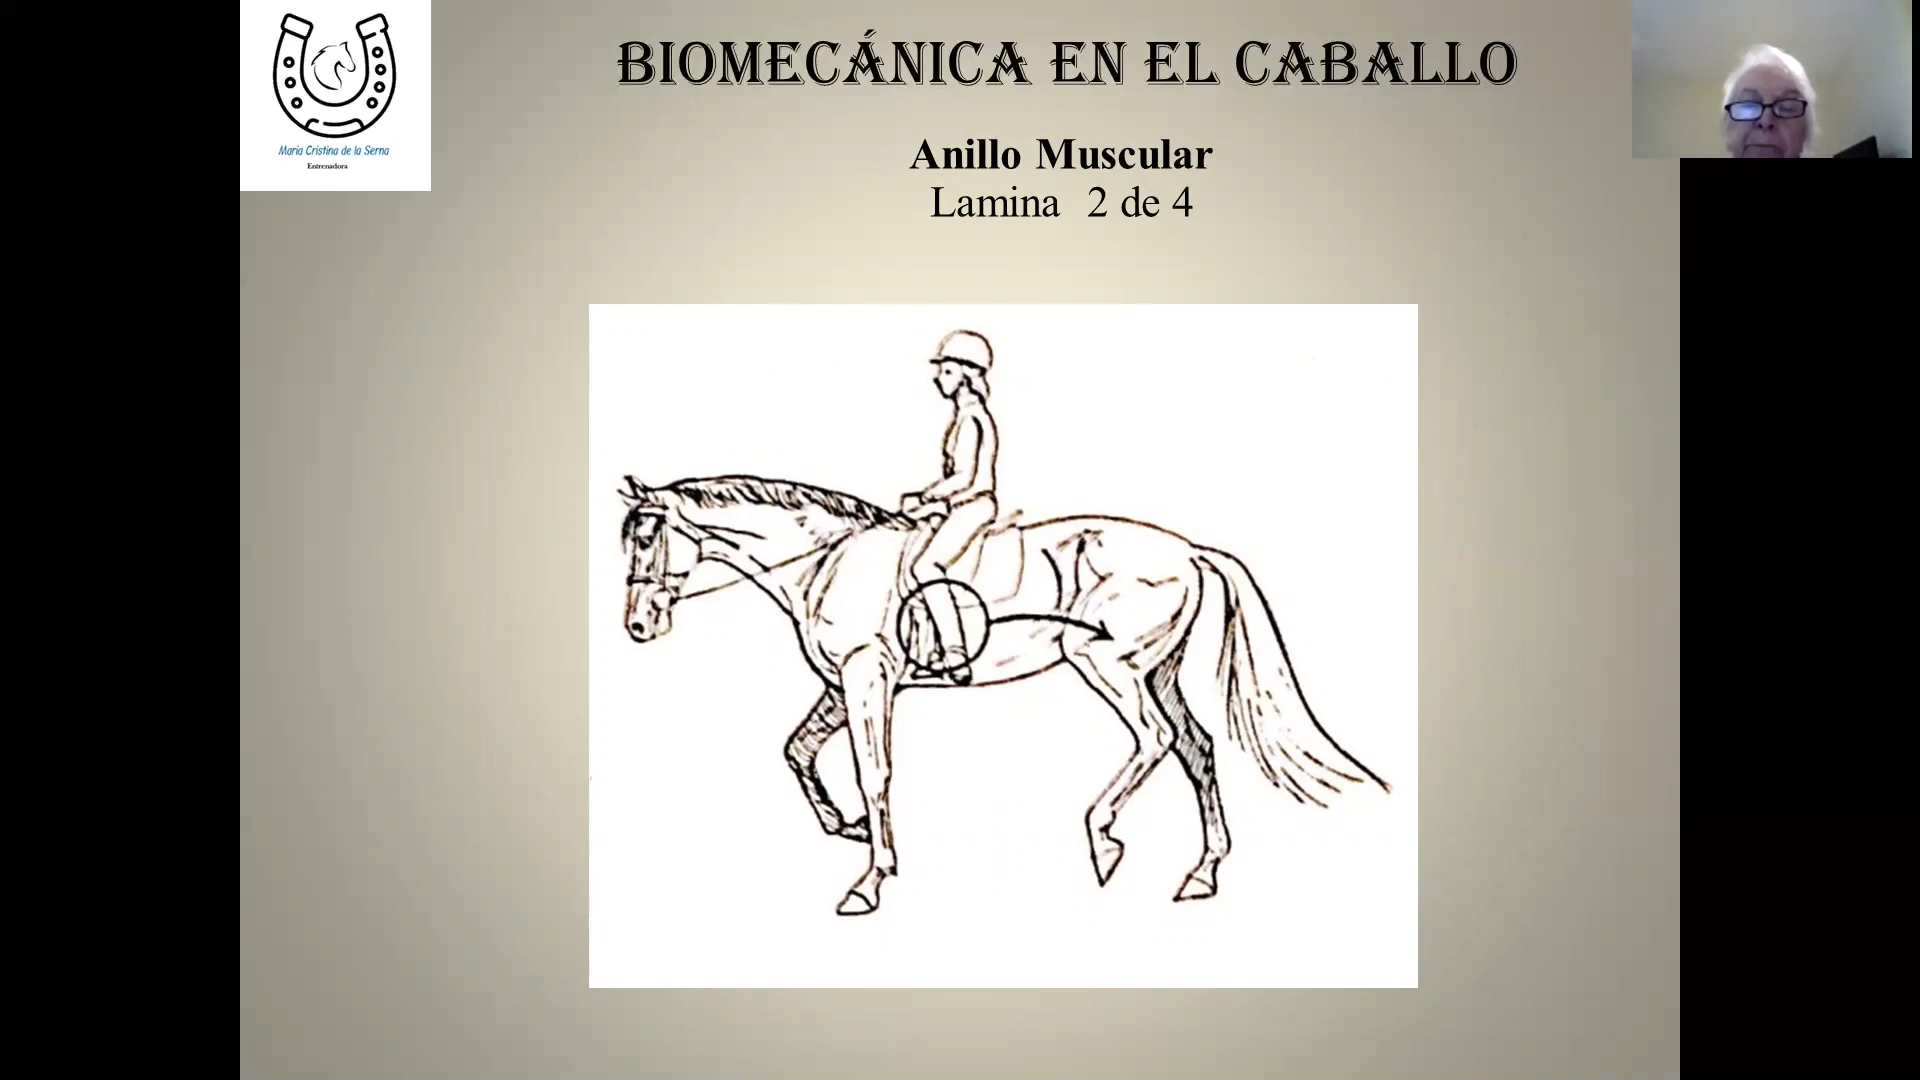 BIOMECÁNICA EN EL CABALLO
Anillo Muscular
Lamina 2 de 4
Maria Cristina de la Serna
Entrenadora